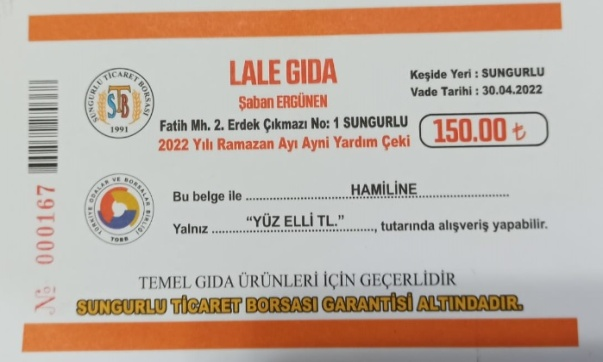 LALE GIDA
Şaban ERGÜNEN
Fatih Mh. 2. Erdek Çıkmazı No: 1 SUNGURLU
2022 Yılı Ramazan Ayı Ayni Yardım Çeki
Keşide Yeri : SUNGURLU
Vade Tarihi : 30.04.2022
150.00 ₺
SUNGURLU TİCARET BORSASI
STB
1991
No 000167
TÜRKİYE ODALAR VE BORSALAR BİRLİĞİ
TOBB
Bu belge ile ........ HAMİLİNE ........
Yalnız ........ "YÜZ ELLİ TL." ........, tutarında alışveriş yapabilir.
TEMEL GIDA ÜRÜNLERİ İÇİN GEÇERLİDİR
SUNGURLU TİCARET BORSASI GARANTİSİ ALTINDADIR.